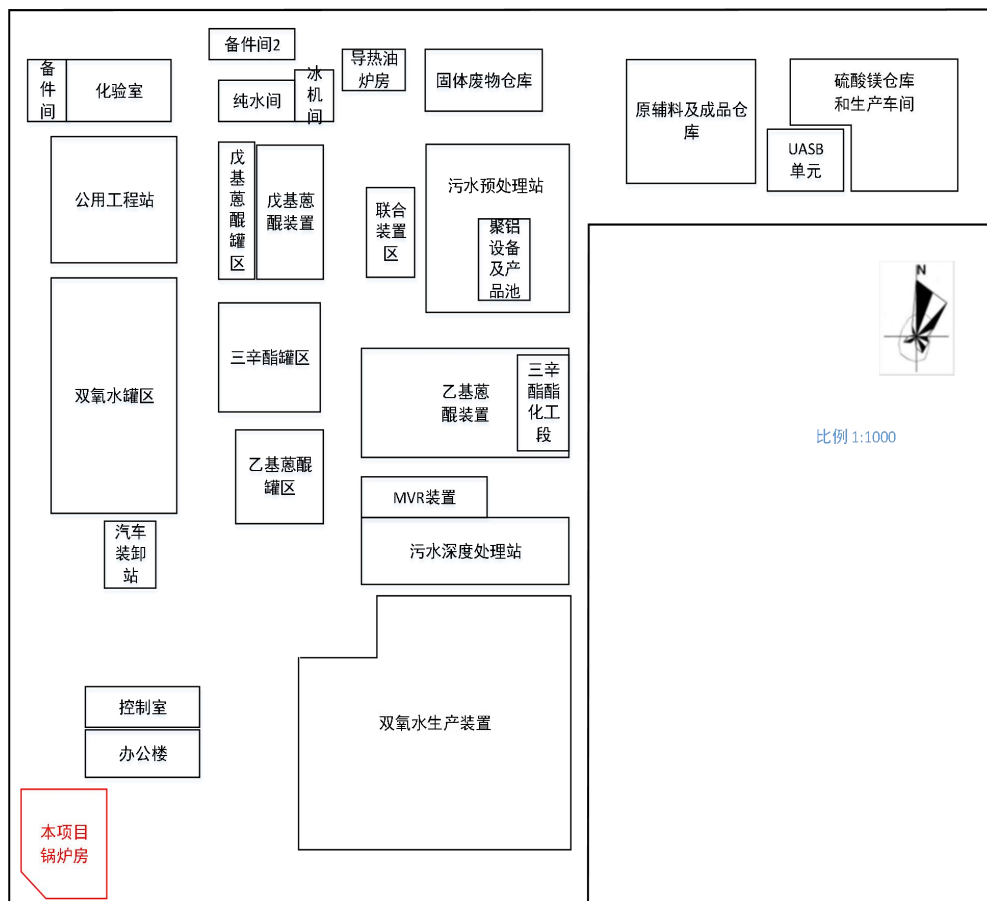 备件间2
导热油
炉房
备
件
间
化验室
纯水间
冰
机
间
固体废物仓库
原辅料及成品仓
库
硫酸镁仓库
和生产车间
UASB
单元
公用工程站
戊
基
蒽
醌
罐
区
戊基蒽
醌装置
联合
装置
区
污水预处理站
聚铝
设备
及产
品池
N
双氧水罐区
三辛酯罐区
乙基蒽
醌装置
三辛
酯酯
化工
段
比例 1:1000
乙基蒽醌
罐区
MVR装置
汽车
装卸
站
污水深度处理站
控制室
办公楼
双氧水生产装置
本项目
锅炉房